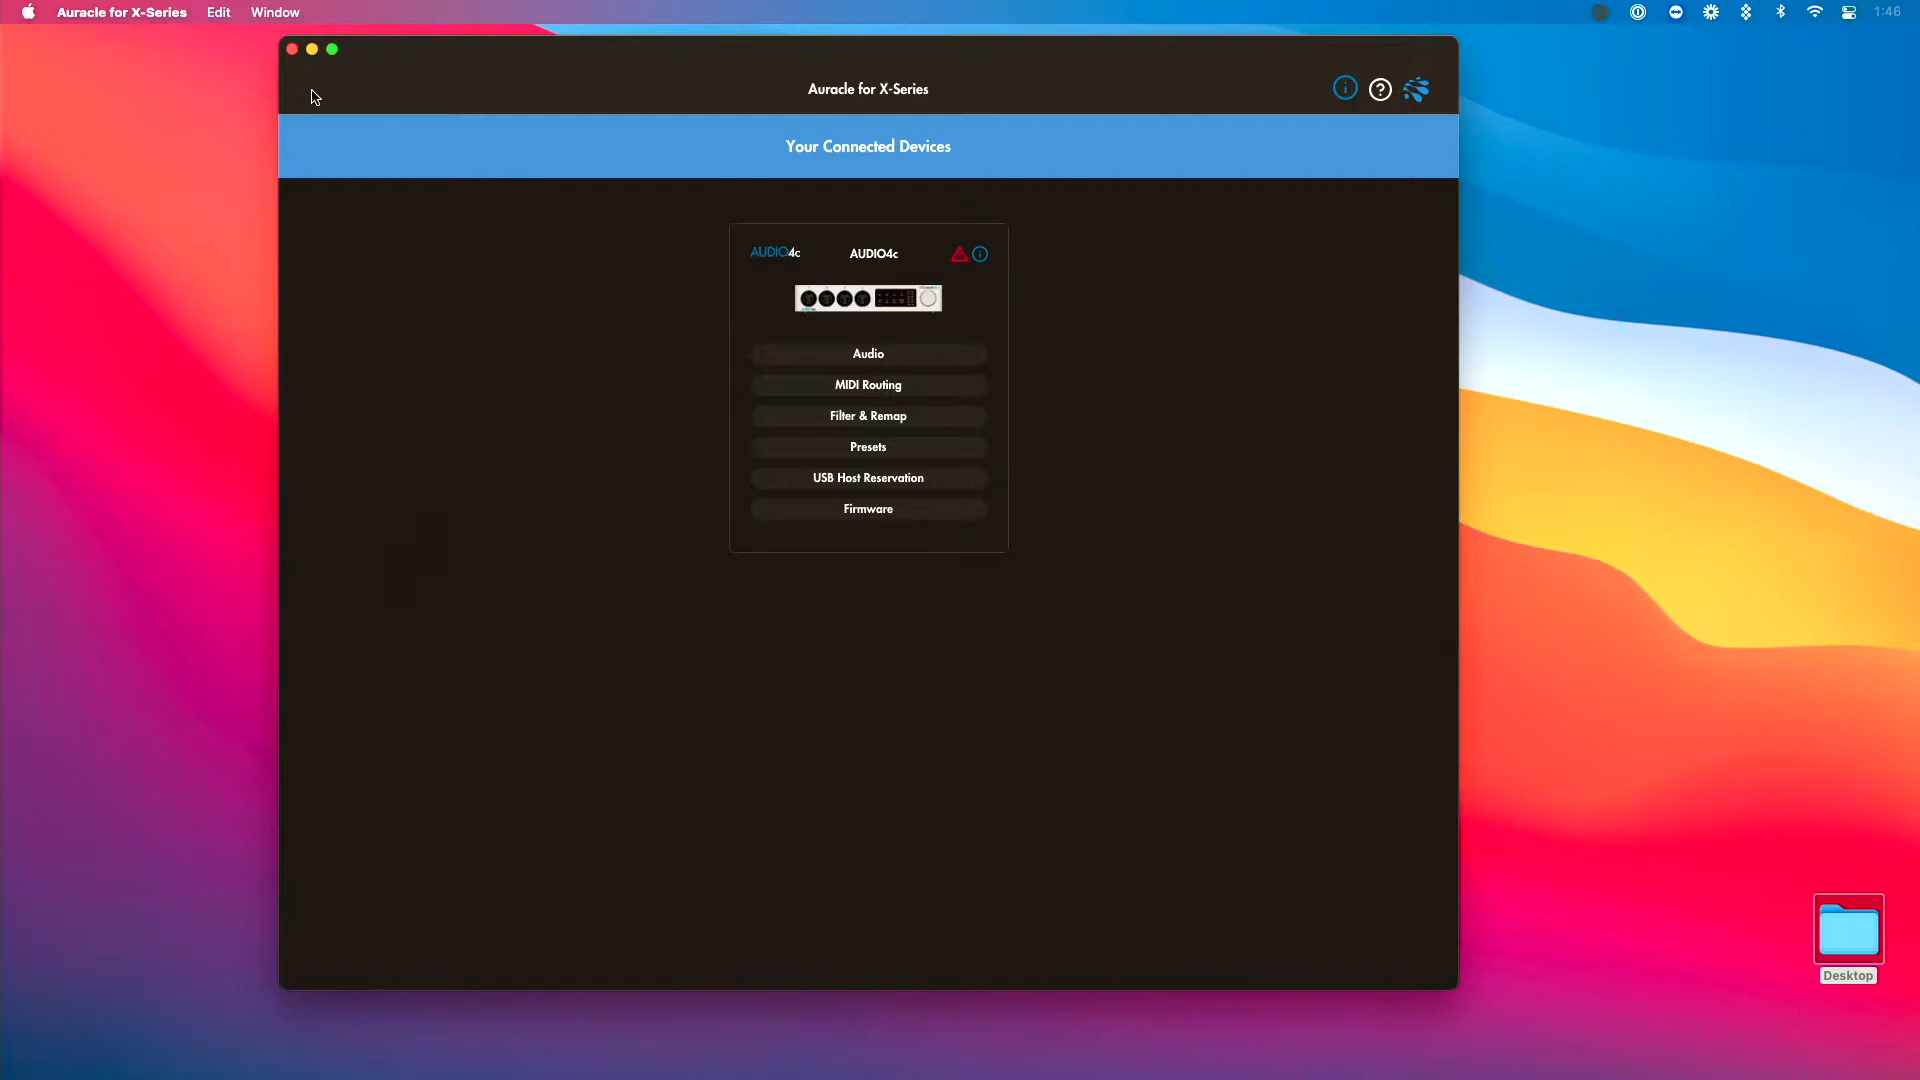 Auracle for X-Series Edit Window 1:46
Auracle for X-Series
Your Connected Devices
AUDIO4c AUDIO4c
Audio
MIDI Routing
Filter & Remap
Presets
USB Host Reservation
Firmware
Desktop